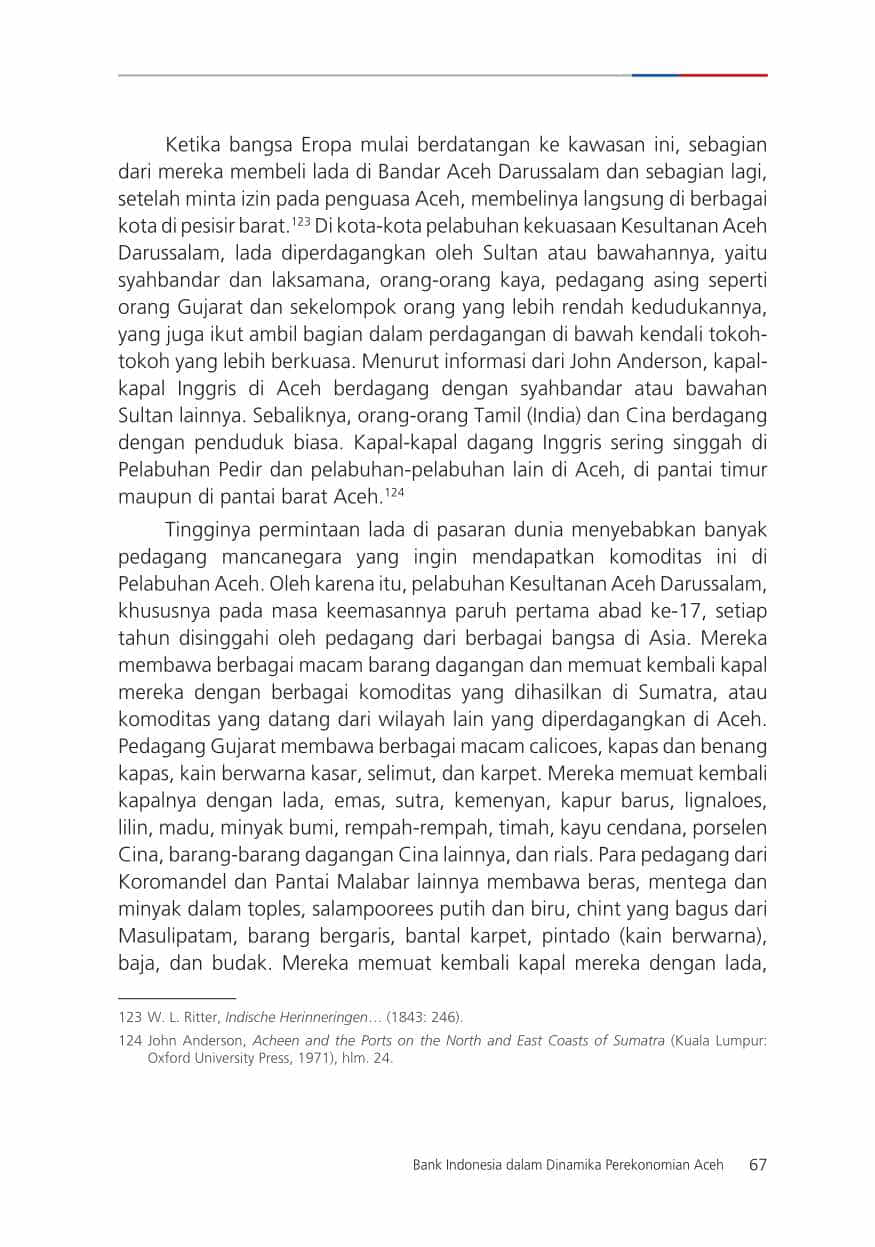 Ketika bangsa Eropa mulai berdatangan ke kawasan ini, sebagian
dari mereka membeli lada di Bandar Aceh Darussalam dan sebagian lagi,
setelah minta izin pada penguasa Aceh, membelinya langsung di berbagai
kota di pesisir barat.¹²³ Di kota-kota pelabuhan kekuasaan Kesultanan Aceh
Darussalam, lada diperdagangkan oleh Sultan atau bawahannya, yaitu
syahbandar dan laksamana, orang-orang kaya, pedagang asing seperti
orang Gujarat dan sekelompok orang yang lebih rendah kedudukannya,
yang juga ikut ambil bagian dalam perdagangan di bawah kendali tokoh-
tokoh yang lebih berkuasa. Menurut informasi dari John Anderson, kapal-
kapal Inggris di Aceh berdagang dengan syahbandar atau bawahan
Sultan lainnya. Sebaliknya, orang-orang Tamil (India) dan Cina berdagang
dengan penduduk biasa. Kapal-kapal dagang Inggris sering singgah di
Pelabuhan Pedir dan pelabuhan-pelabuhan lain di Aceh, di pantai timur
maupun di pantai barat Aceh.¹²⁴
Tingginya permintaan lada di pasaran dunia menyebabkan banyak
pedagang mancanegara yang ingin mendapatkan komoditas ini di
Pelabuhan Aceh. Oleh karena itu, pelabuhan Kesultanan Aceh Darussalam,
khususnya pada masa keemasannya paruh pertama abad ke-17, setiap
tahun disinggahi oleh pedagang dari berbagai bangsa di Asia. Mereka
membawa berbagai macam barang dagangan dan memuat kembali kapal
mereka dengan berbagai komoditas yang dihasilkan di Sumatra, atau
komoditas yang datang dari wilayah lain yang diperdagangkan di Aceh.
Pedagang Gujarat membawa berbagai macam calicoes, kapas dan benang
kapas, kain berwarna kasar, selimut, dan karpet. Mereka memuat kembali
kapalnya dengan lada, emas, sutra, kemenyan, kapur barus, lignaloes,
lilin, madu, minyak bumi, rempah-rempah, timah, kayu cendana, porselen
Cina, barang-barang dagangan Cina lainnya, dan rials. Para pedagang dari
Koromandel dan Pantai Malabar lainnya membawa beras, mentega dan
minyak dalam toples, salampoorees putih dan biru, chint yang bagus dari
Masulipatam, barang bergaris, bantal karpet, pintado (kain berwarna),
baja, dan budak. Mereka memuat kembali kapal mereka dengan lada,
123 W. L. Ritter, Indische Herinneringen… (1843: 246).
124 John Anderson, Acheen and the Ports on the North and East Coasts of Sumatra (Kuala Lumpur:
Oxford University Press, 1971), hlm. 24.
Bank Indonesia dalam Dinamika Perekonomian Aceh 67